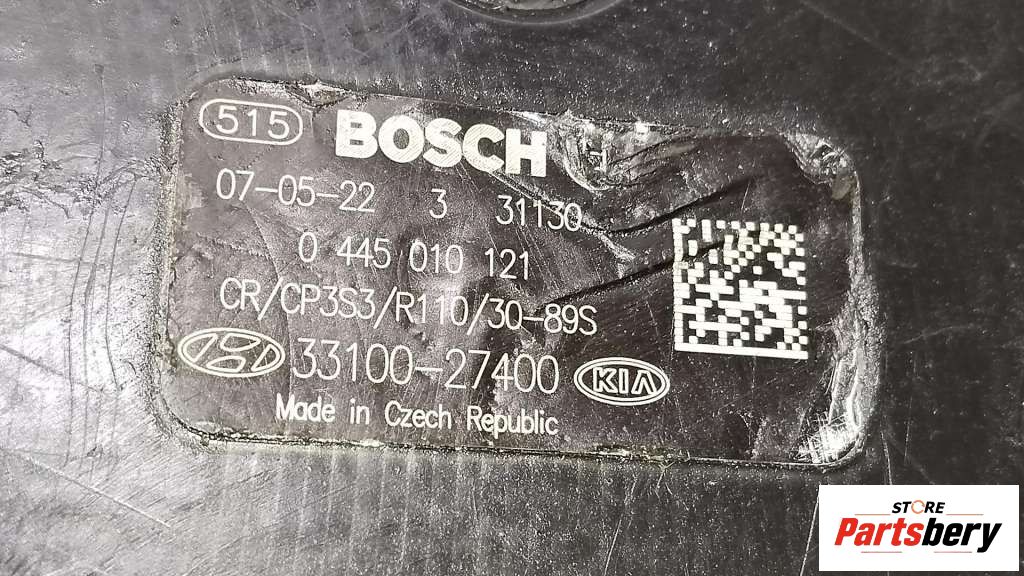 515 BOSCH
07-05-22 3 31130
0 445 010 121
CR/CP3S3/R110/30-89S
33100-27400 KIA
Made in Czech Republic
STORE
Partsbery